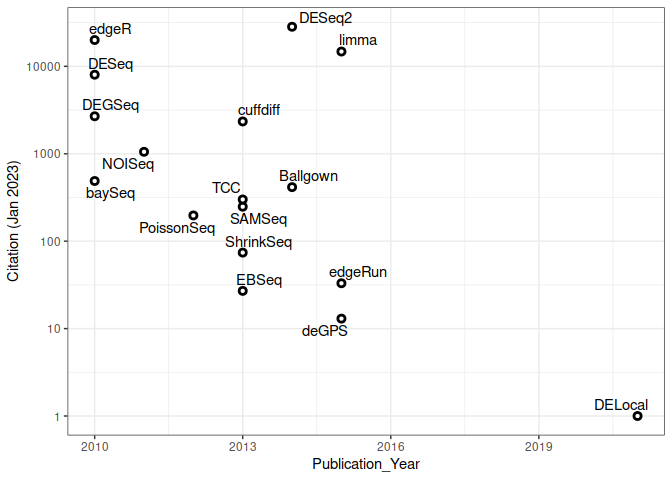 DESeq2
edgeR
limma
10000
DESeq
DEGSeq
cuffdiff
1000
NOISeq
Ballgown
TCC
baySeq
SAMSeq
PoissonSeq
100
ShrinkSeq
edgeRun
EBSeq
10
deGPS
DELocal
1
2010
2013
2016
2019
Publication_Year
Citation (Jan 2023)